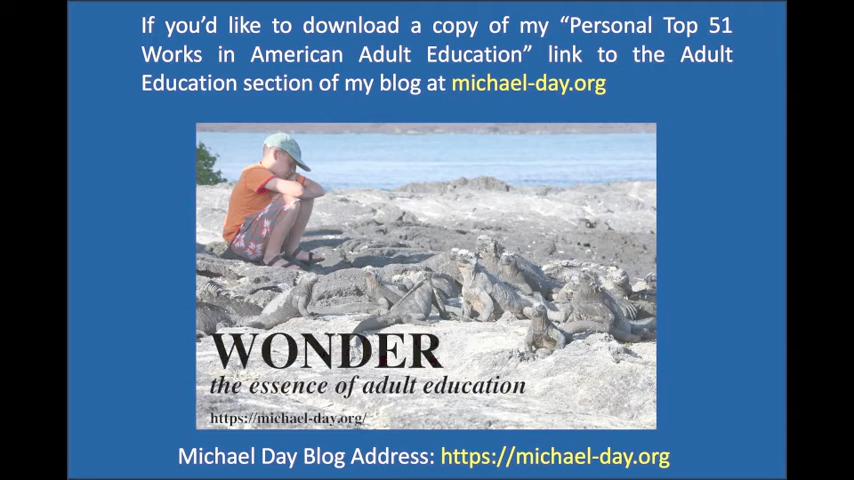 If you’d like to download a copy of my “Personal Top 51
Works in American Adult Education” link to the Adult
Education section of my blog at michael-day.org
WONDER
the essence of adult education
https://michael-day.org/
Michael Day Blog Address: https://michael-day.org